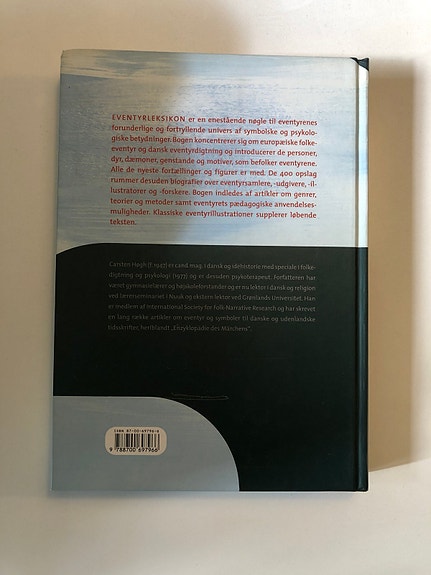 EVENTYRLEKSIKON er en enestående nøgle til eventyrenes
forunderlige og fortryllende univers af symbolske og psykolo-
giske betydninger. Bogen koncentrerer sig om europæiske folke-
eventyr og dansk eventyrdigtning og introducerer de personer,
dyr, dæmoner, genstande og motiver, som befolker eventyrene.
Alle de nyeste fortællinger og figurer er med. De 400 opslag
rummer desuden biografier over eventyrsamlere, -udgivere, -il-
lustratorer og -forskere. Bogen indledes af artikler om genrer,
teorier og metoder samt eventyrets pædagogiske anvendelses-
muligheder. Klassiske eventyrillustrationer supplerer løbende
teksten.
Carsten Høgh (f. 1947) er cand. mag. i dansk og idéhistorie med speciale i folke-
digtning og psykologi (1977) og er desuden psykoterapeut. Forfatteren har
været gymnasielærer og højskoleforstander og er nu lektor i dansk og religion
ved Lærerseminariet i Nuuk og ekstern lektor ved Grønlands Universitet. Han
er medlem af International Society for Folk-Narrative Research og har skrevet
en lang række artikler om eventyr og symboler til danske og udenlandske
tidsskrifter, heriblandt "Enzyklopädie des Märchens".
ISBN 87-00-69796-8
9 788700 697966